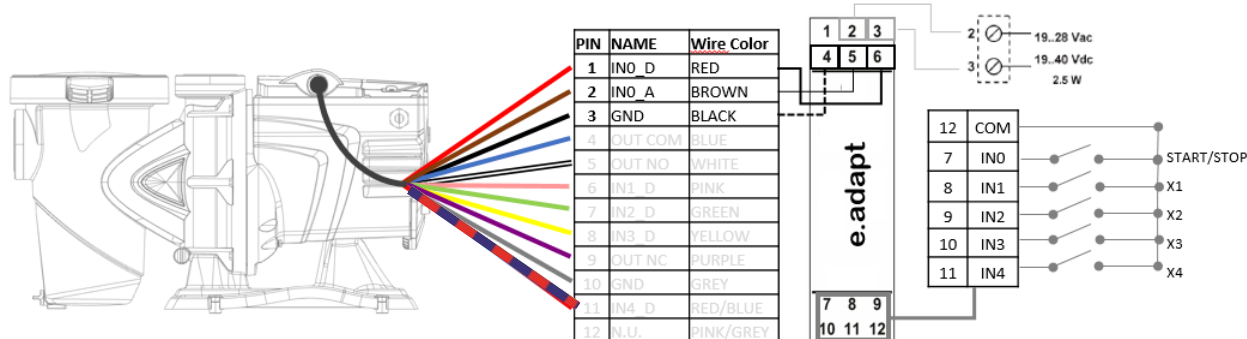 PIN NAME Wire Color
1 IN0_D RED
2 IN0_A BROWN
3 GND BLACK
4 OUT COM BLUE
5 OUT NO WHITE
6 IN1_D PINK
7 IN2_D GREEN
8 IN3_D YELLOW
9 OUT NC PURPLE
10 GND GREY
11 IN4_D RED/BLUE
12 N.U. PINK/GREY
1 2 3
4 5 6
e.adapt
7 8 9
10 11 12
2 19..28 Vac
3 19..40 Vdc
2.5 W
12 COM
7 IN0 START/STOP
8 IN1 X1
9 IN2 X2
10 IN3 X3
11 IN4 X4